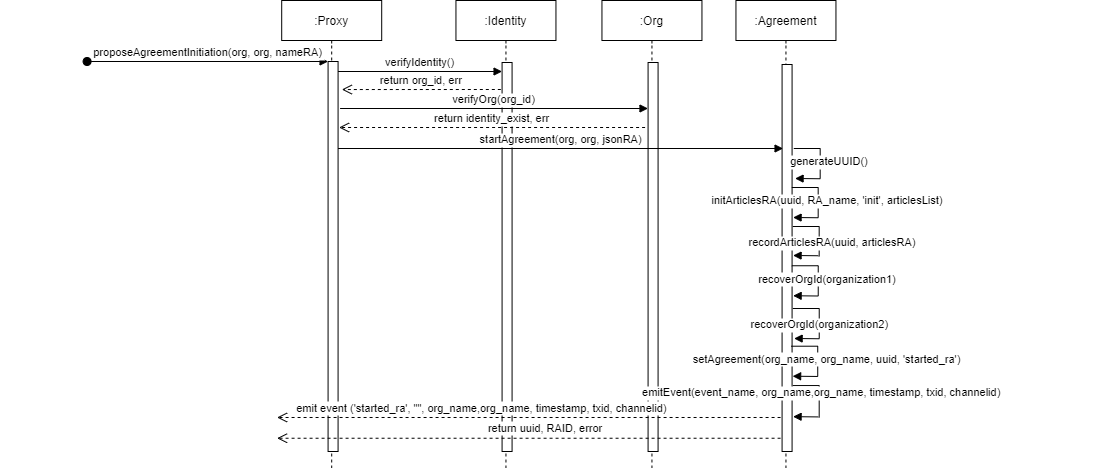 :Proxy
:Identity
:Org
:Agreement
proposeAgreementInitiation(org, org, nameRA)
verifyIdentity()
return org_id, err
verifyOrg(org_id)
return identity_exist, err
startAgreement(org, org, jsonRA)
generateUUID()
initArticlesRA(uuid, RA_name, 'init', articlesList)
recordArticlesRA(uuid, articlesRA)
recoverOrgId(organization1)
recoverOrgId(organization2)
setAgreement(org_name, org_name, uuid, 'started_ra')
emitEvent(event_name, org_name,org_name, timestamp, txid, channelid)
emit event ('started_ra', "", org_name,org_name, timestamp, txid, channelid)
return uuid, RAID, error